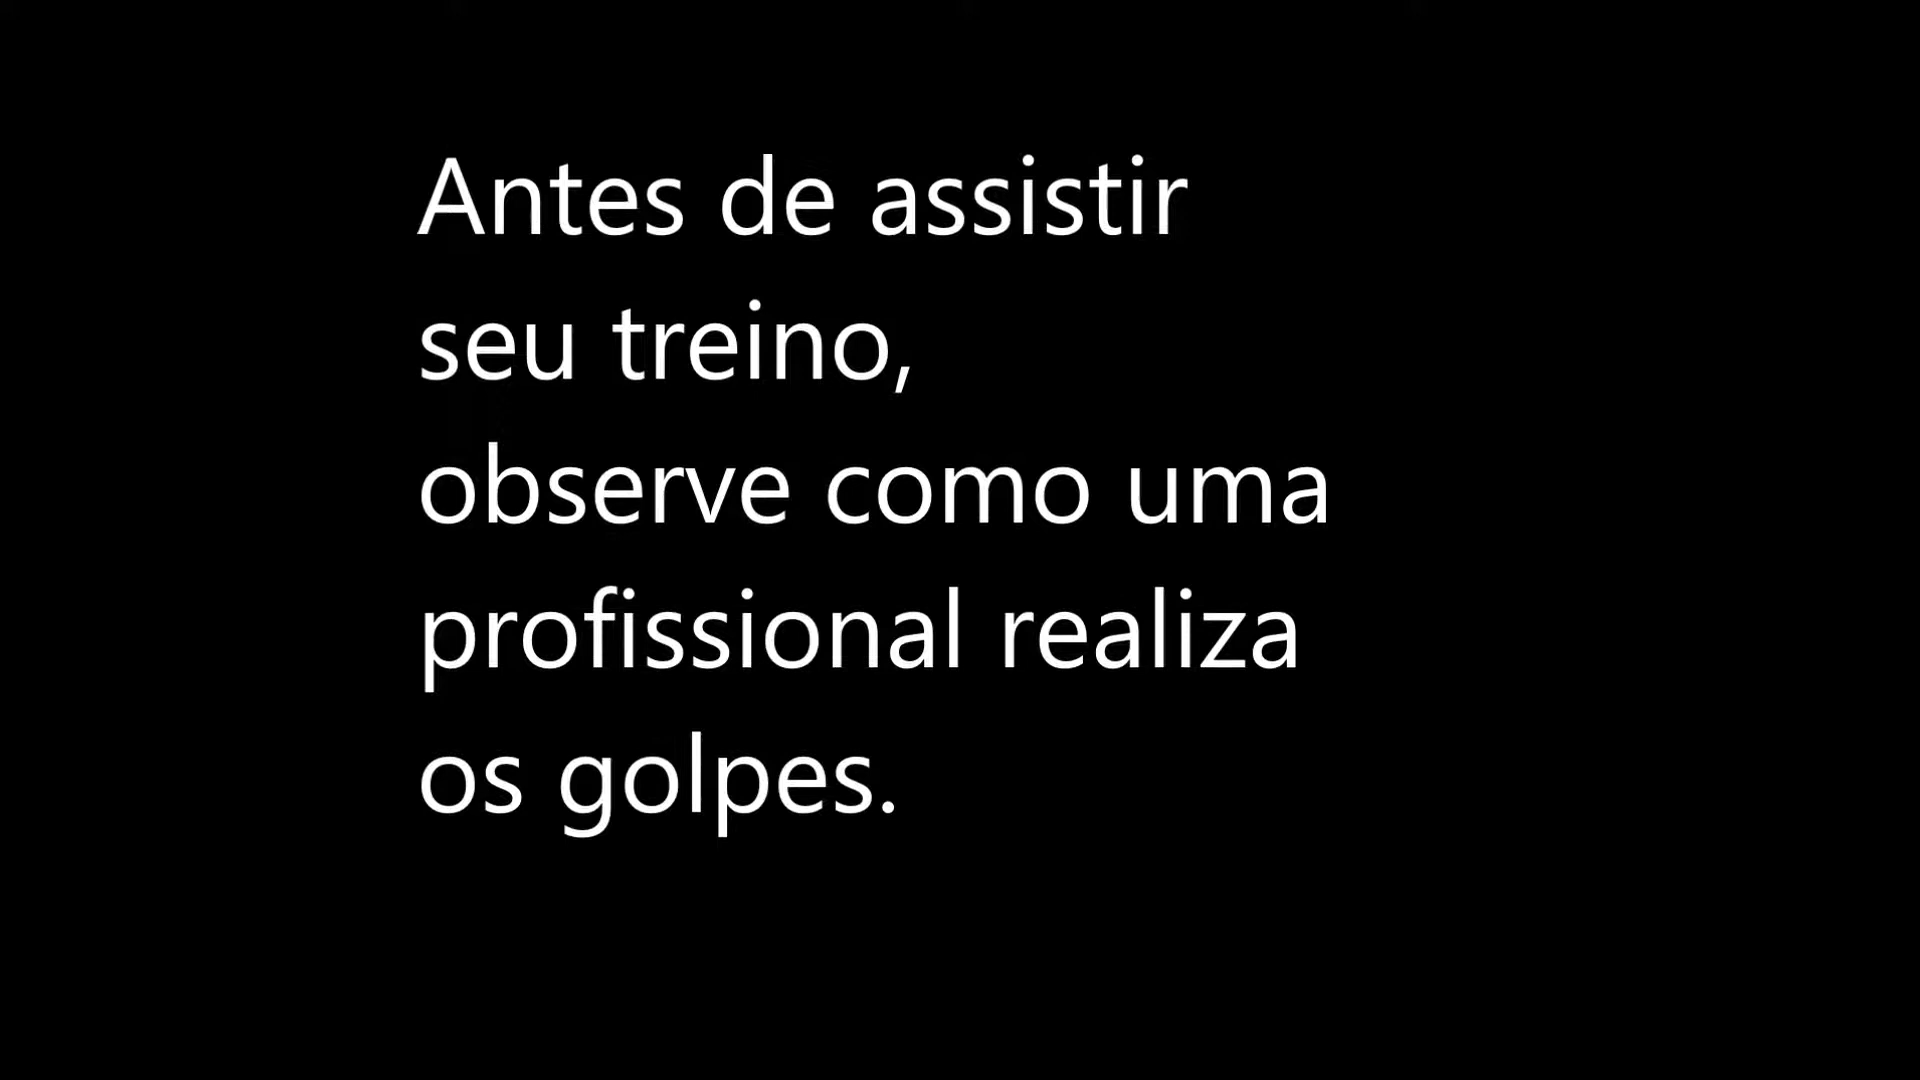 Antes de assistir
seu treino,
observe como uma
profissional realiza
os golpes.